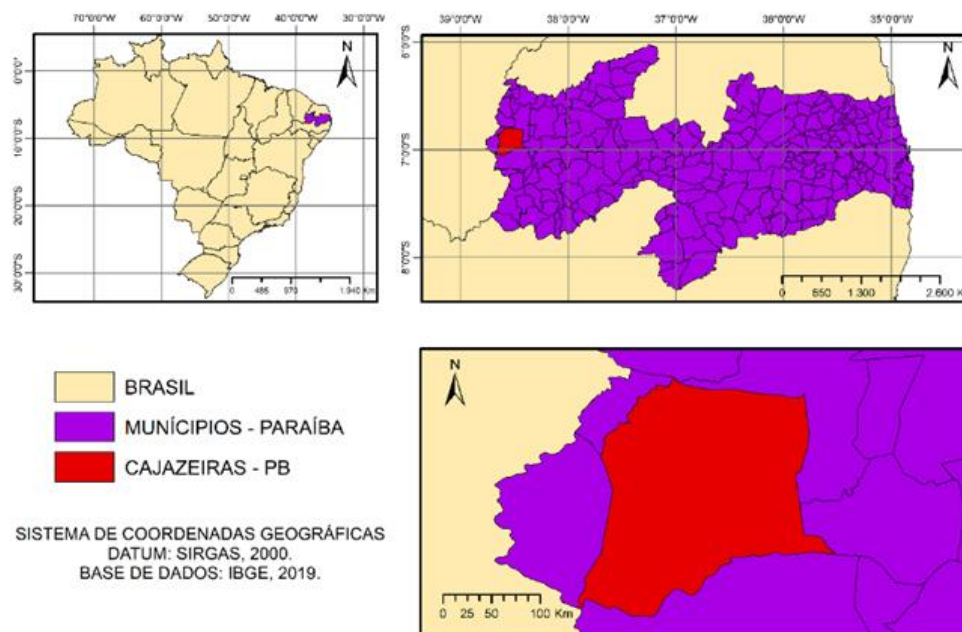 70°0'0"W 60°0'0"W 50°0'0"W 40°0'0"W 30°0'0"W
N
0°0'0"
10°0'0"S
20°0'0"S
30°0'0"S
0 485 970 1.940 Km
39°0'0"W 38°0'0"W 37°0'0"W 36°0'0"W 35°0'0"W
N
6°0'0"S
7°0'0"S
8°0'0"S
0 650 1.300 2.600 K
BRASIL
MUNÍCIPIOS - PARAÍBA
CAJAZEIRAS - PB
SISTEMA DE COORDENADAS GEOGRÁFICAS
DATUM: SIRGAS, 2000.
BASE DE DADOS: IBGE, 2019.
N
0 25 50 100 Km